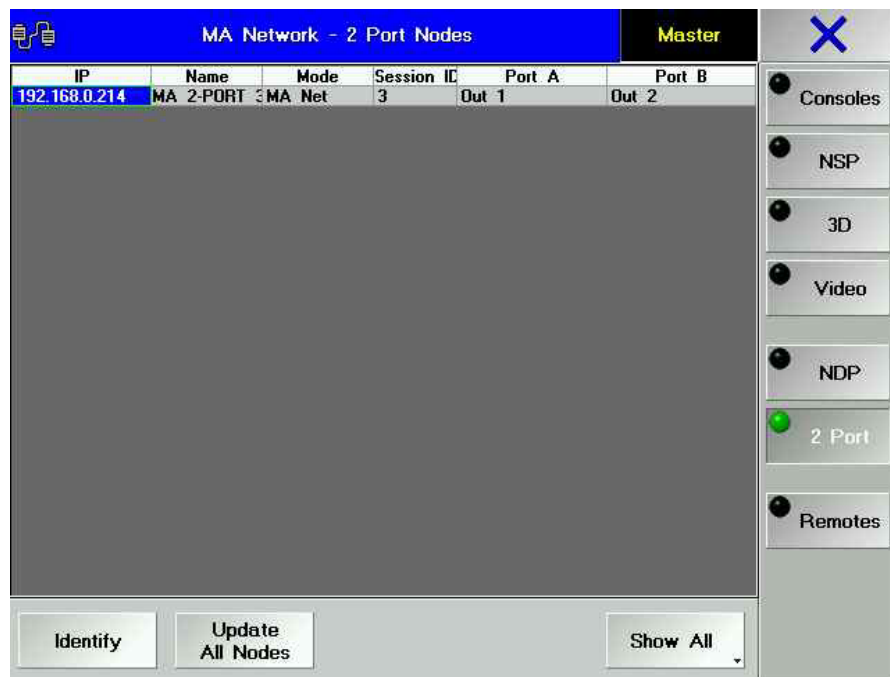 MA Network - 2 Port Nodes
Master
IP Name Mode Session ID Port A Port B
192.168.0.214 MA 2-PORT 3 MA Net 3 Out 1 Out 2
Consoles
NSP
3D
Video
NDP
2 Port
Remotes
Identify
Update
All Nodes
Show All